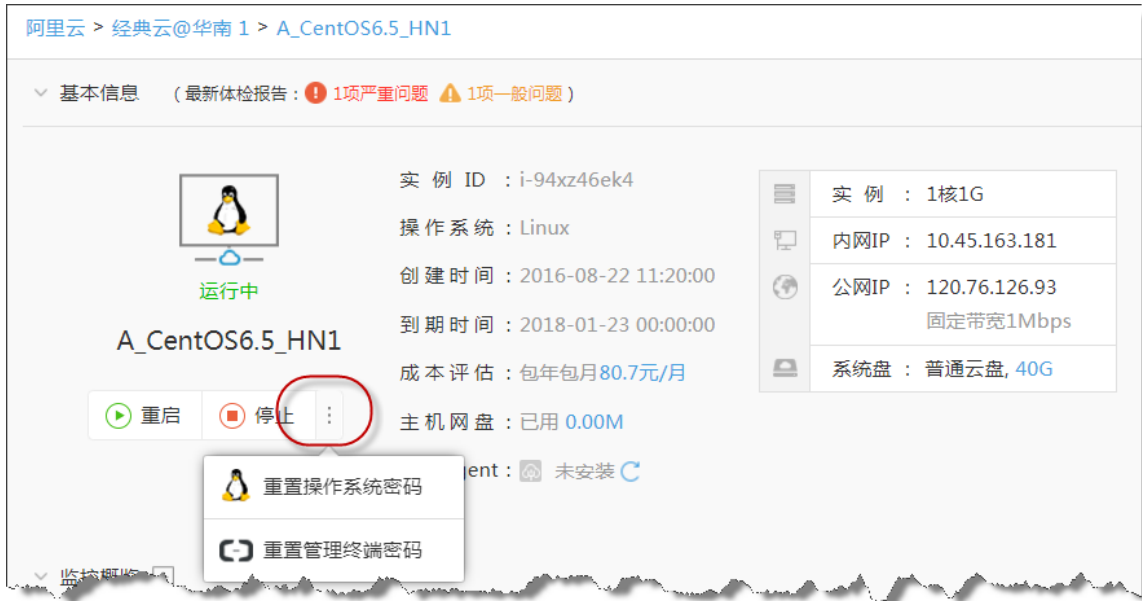 阿里云 > 经典云@华南 1 > A_CentOS6.5_HN1
基本信息 （最新体检报告：1项严重问题 1项一般问题）
运行中
A_CentOS6.5_HN1
重启 停止
重置操作系统密码
重置管理终端密码
实例 ID ：i-94xz46ek4
操作系统：Linux
创建时间：2016-08-22 11:20:00
到期时间：2018-01-23 00:00:00
成本评估：包年包月80.7元/月
主机网盘：已用 0.00M
gent：未安装
实例 ： 1核1G
内网IP ： 10.45.163.181
公网IP ： 120.76.126.93
固定带宽1Mbps
系统盘 ： 普通云盘, 40G
监控概览